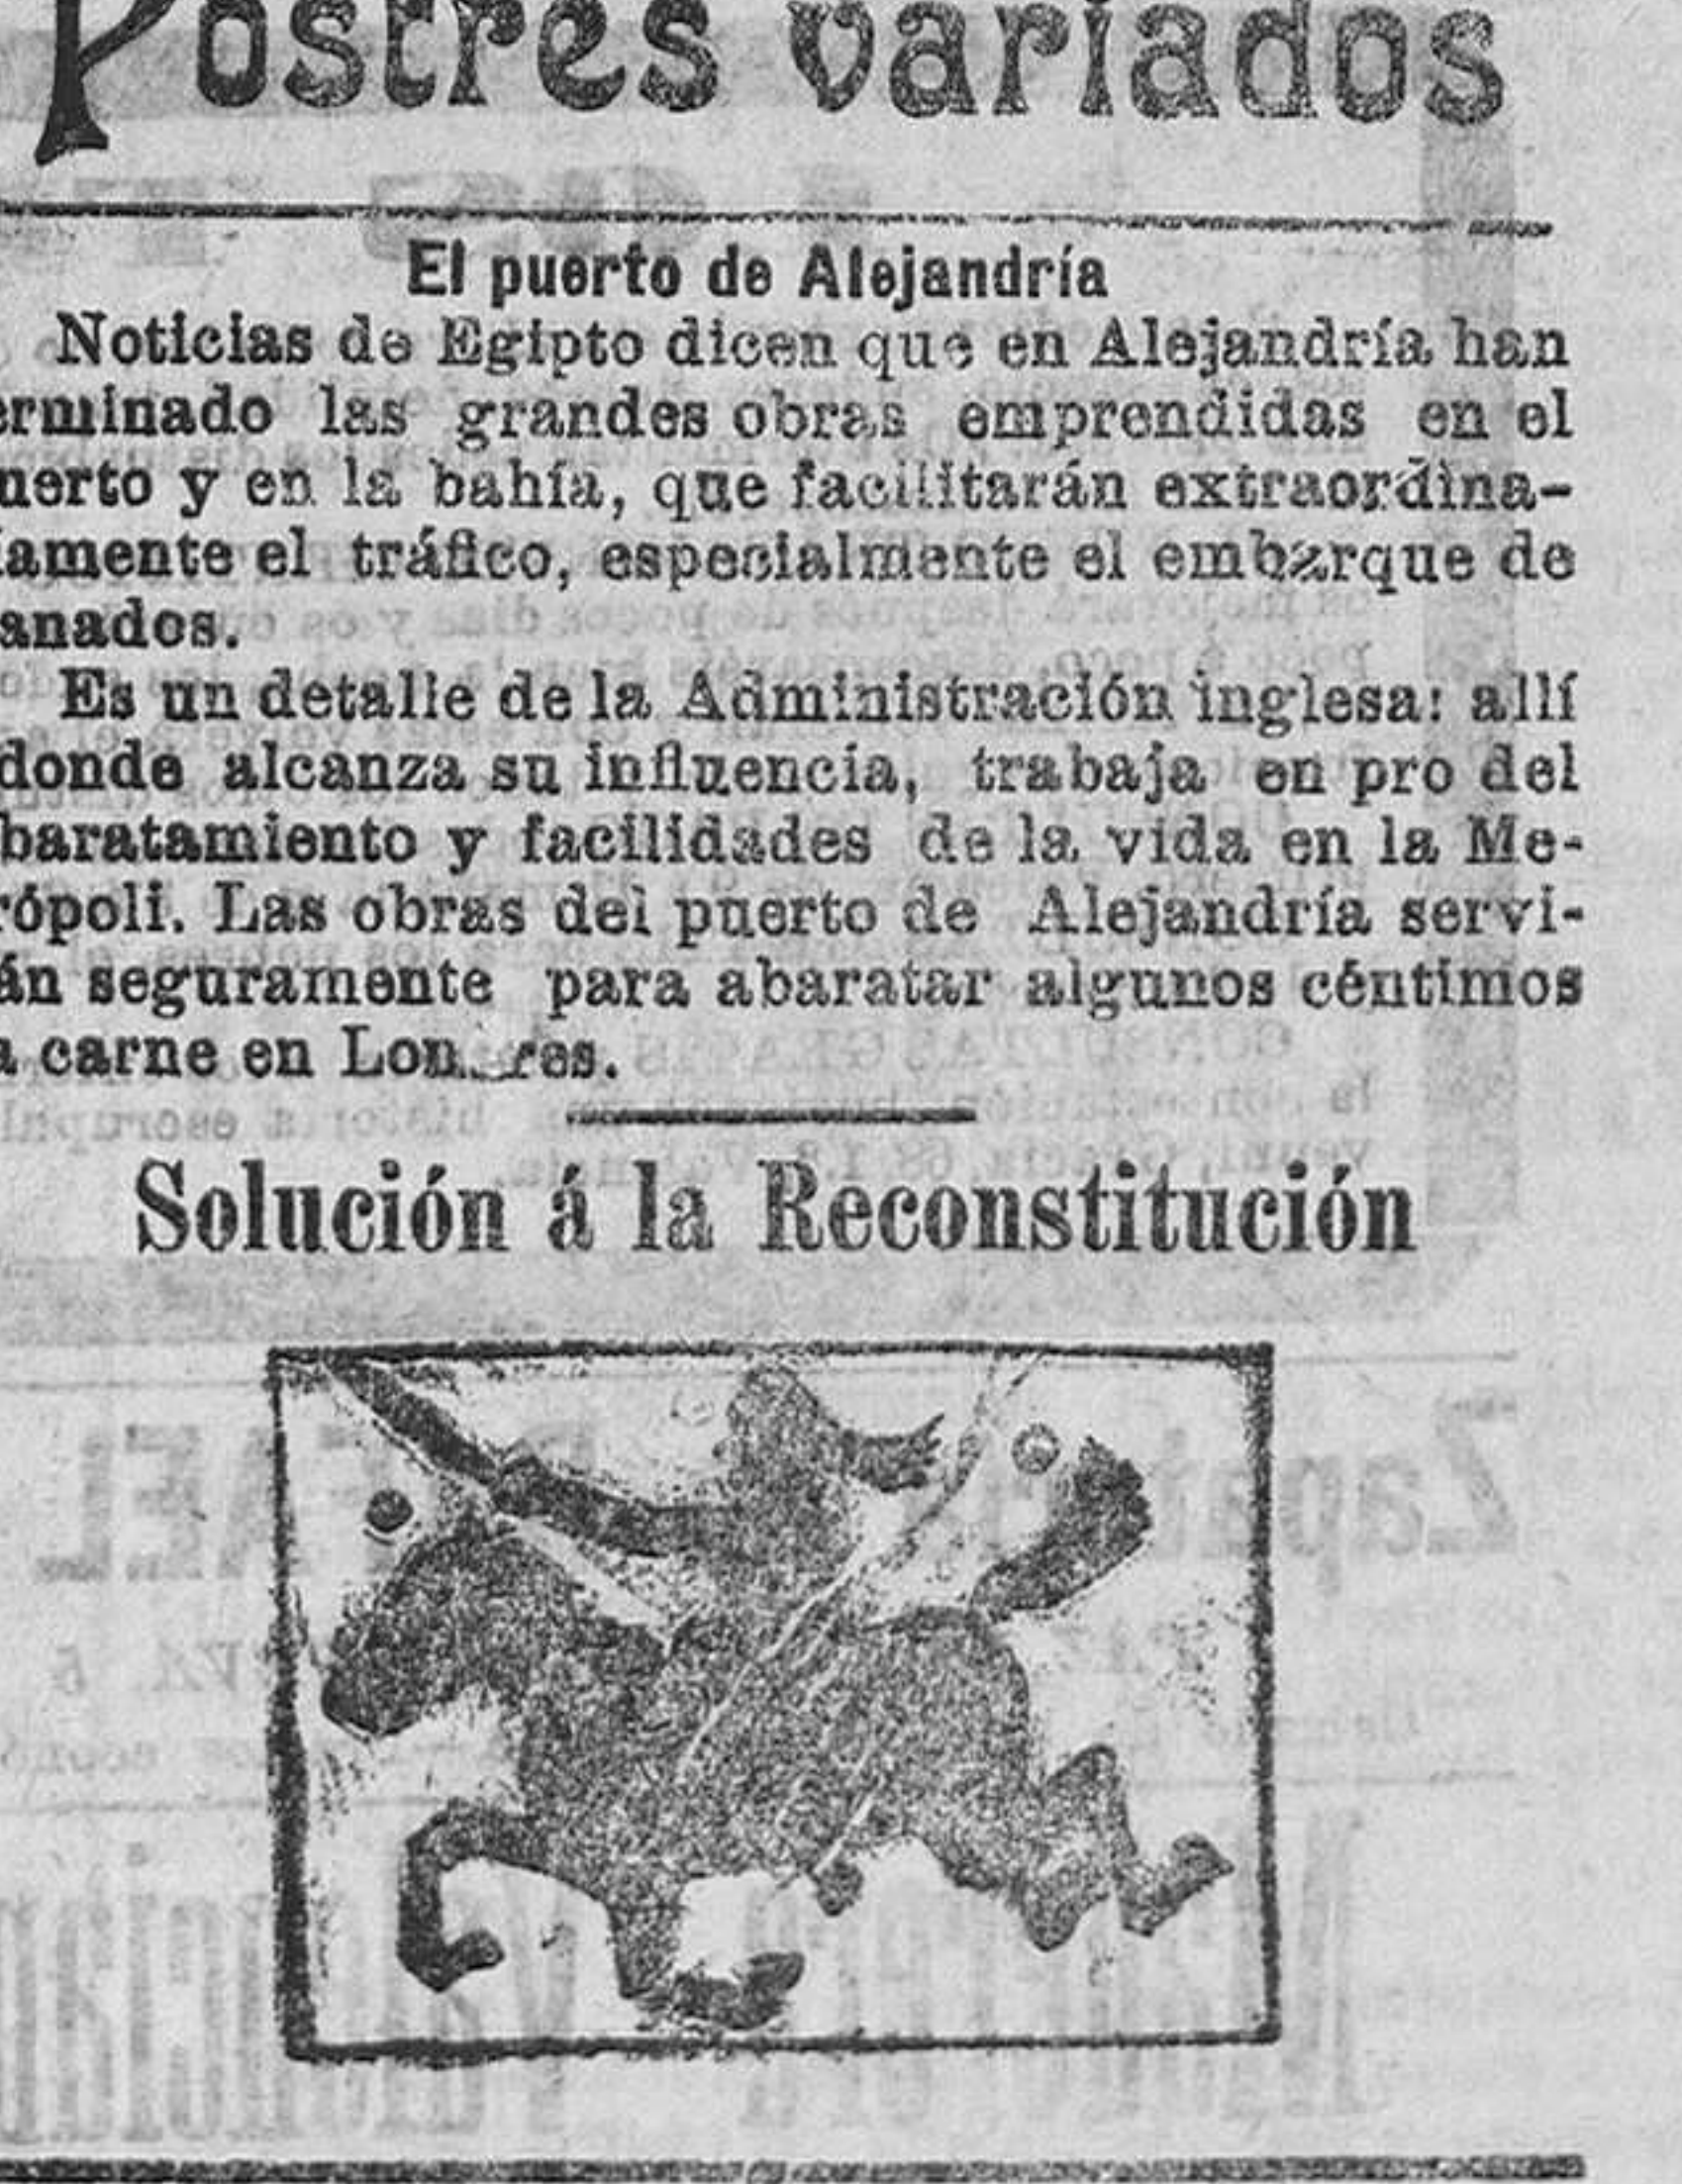 Postres variados
El puerto de Alejandría
Noticias de Egipto dicen que en Alejandría han
erminado las grandes obras emprendidas en el
uerto y en la bahía, que facilitarán extraordina-
iamente el tráfico, especialmente el embarque de
anados.
Es un detalle de la Administración inglesa: allí
donde alcanza su influencia, trabaja en pro del
baratamiento y facilidades de la vida en la Me-
rópoli. Las obras del puerto de Alejandría servi-
án seguramente para abaratar algunos céntimos
a carne en Londres.
Solución á la Reconstitución